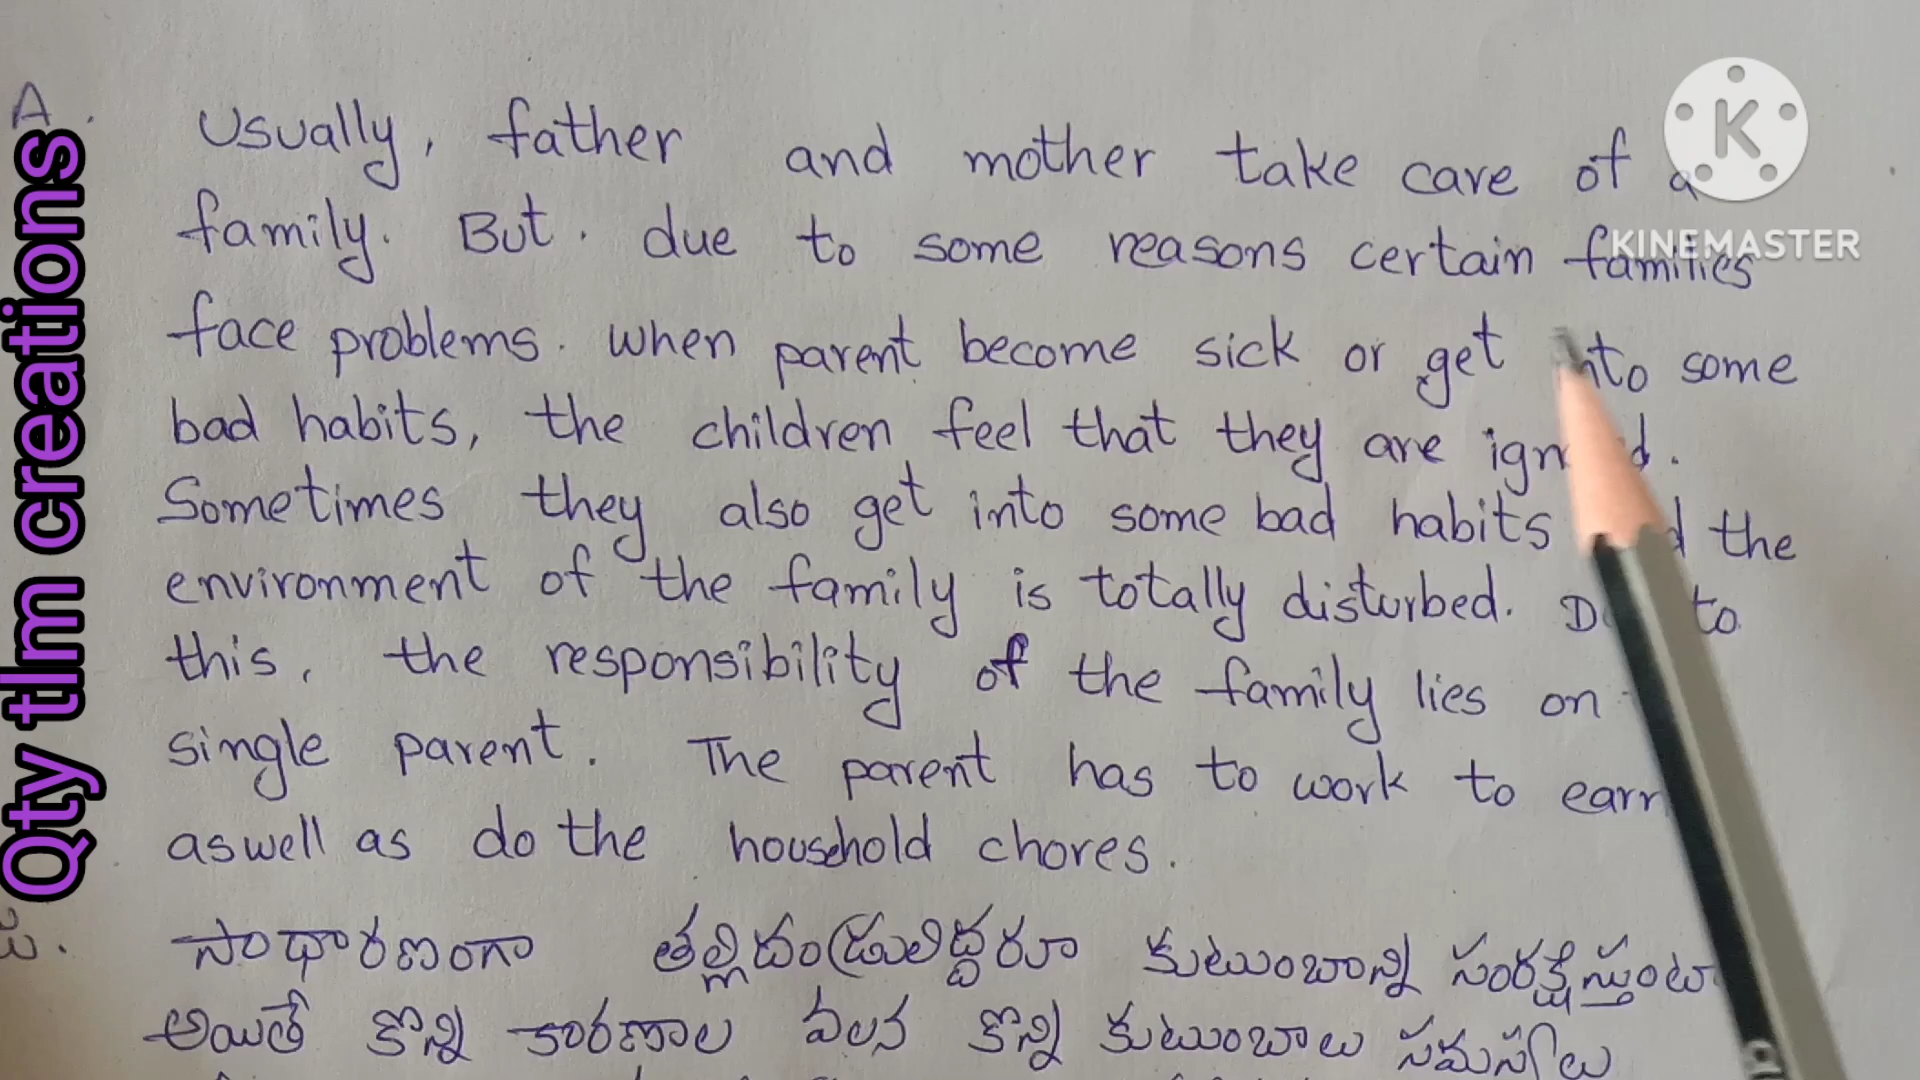 A. Usually, father and mother take care of a
family. But. due to some reasons certain families
face problems. When parent become sick or get into some
bad habits, the children feel that they are
Sometimes they also get into some bad habits the
environment of the family is totally disturbed. to
this, the responsibility of the family lies on
single parent. The parent has to work to
aswell as do the household chores.
సాధారణంగా తల్లిదండ్రులిద్దరూ కుటుంబాన్ని
అయితే కొన్ని కారణాల వలన కొన్ని కుటుంబాలు సమస్యలు
Qty tlm creations
K
KINEMASTER